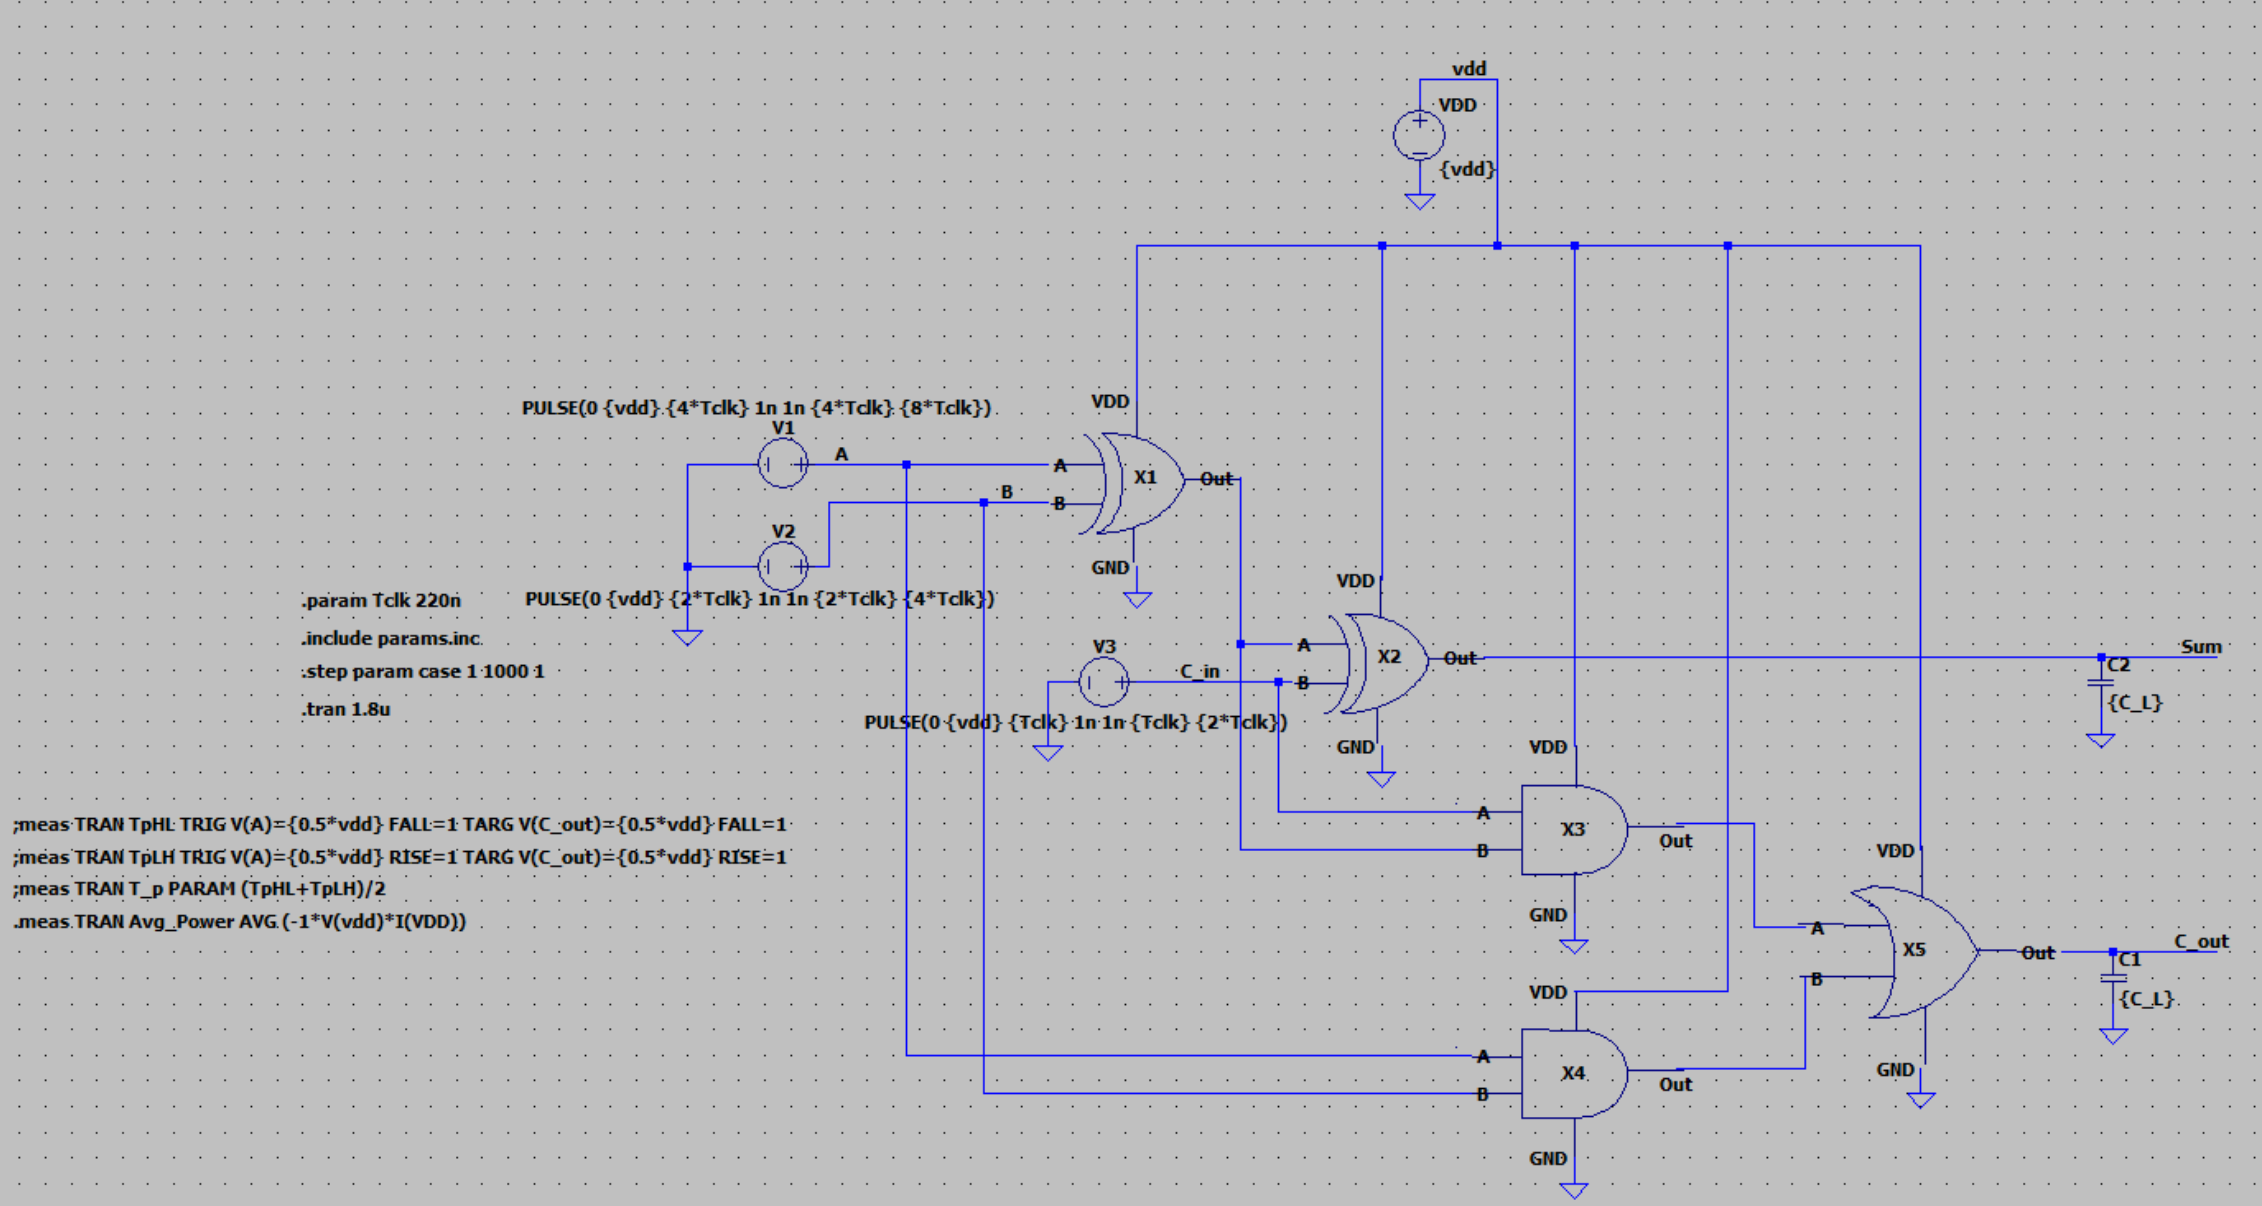 vdd
VDD
{vdd}
PULSE(0 {vdd} {4*Tclk} 1n 1n {4*Tclk} {8*Tclk})
V1
A
B
V2
PULSE(0 {vdd} {2*Tclk} 1n 1n {2*Tclk} {4*Tclk})
VDD
A
B
X1
Out
GND
.param Tclk 220n
.include params.inc
.step param case 1 1000 1
.tran 1.8u
V3
C_in
PULSE(0 {vdd} {Tclk} 1n 1n {Tclk} {2*Tclk})
VDD
A
B
X2
Out
GND
Sum
C2
{C_L}
VDD
A
B
X3
Out
GND
;meas TRAN TpHL TRIG V(A)={0.5*vdd} FALL=1 TARG V(C_out)={0.5*vdd} FALL=1
;meas TRAN TpLH TRIG V(A)={0.5*vdd} RISE=1 TARG V(C_out)={0.5*vdd} RISE=1
;meas TRAN T_p PARAM (TpHL+TpLH)/2
.meas TRAN Avg_Power AVG (-1*V(vdd)*I(VDD))
VDD
A
B
X5
Out
GND
C_out
C1
{C_L}
VDD
A
B
X4
Out
GND